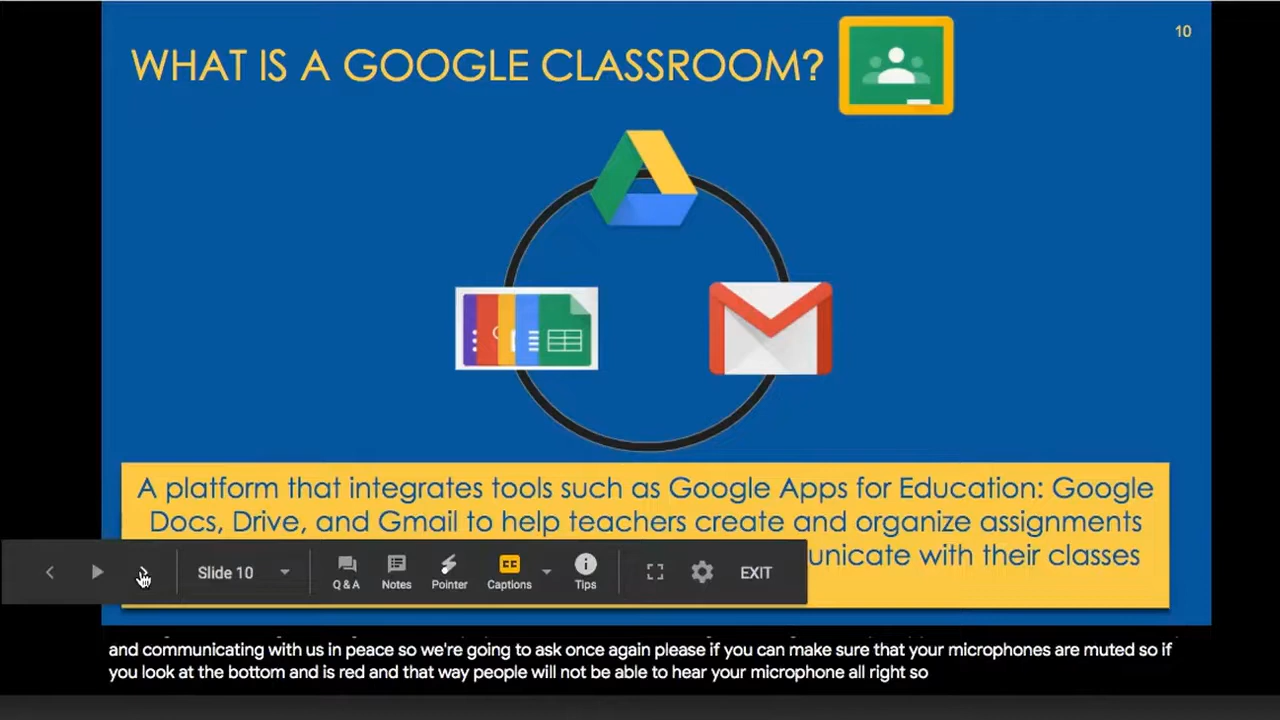 10
WHAT IS A GOOGLE CLASSROOM?
A platform that integrates tools such as Google Apps for Education: Google
Docs, Drive, and Gmail to help teachers create and organize assignments
unicate with their classes
Slide 10
Q & A
Notes
Pointer
CC
Captions
Tips
EXIT
and communicating with us in peace so we're going to ask once again please if you can make sure that your microphones are muted so if
you look at the bottom and is red and that way people will not be able to hear your microphone all right so